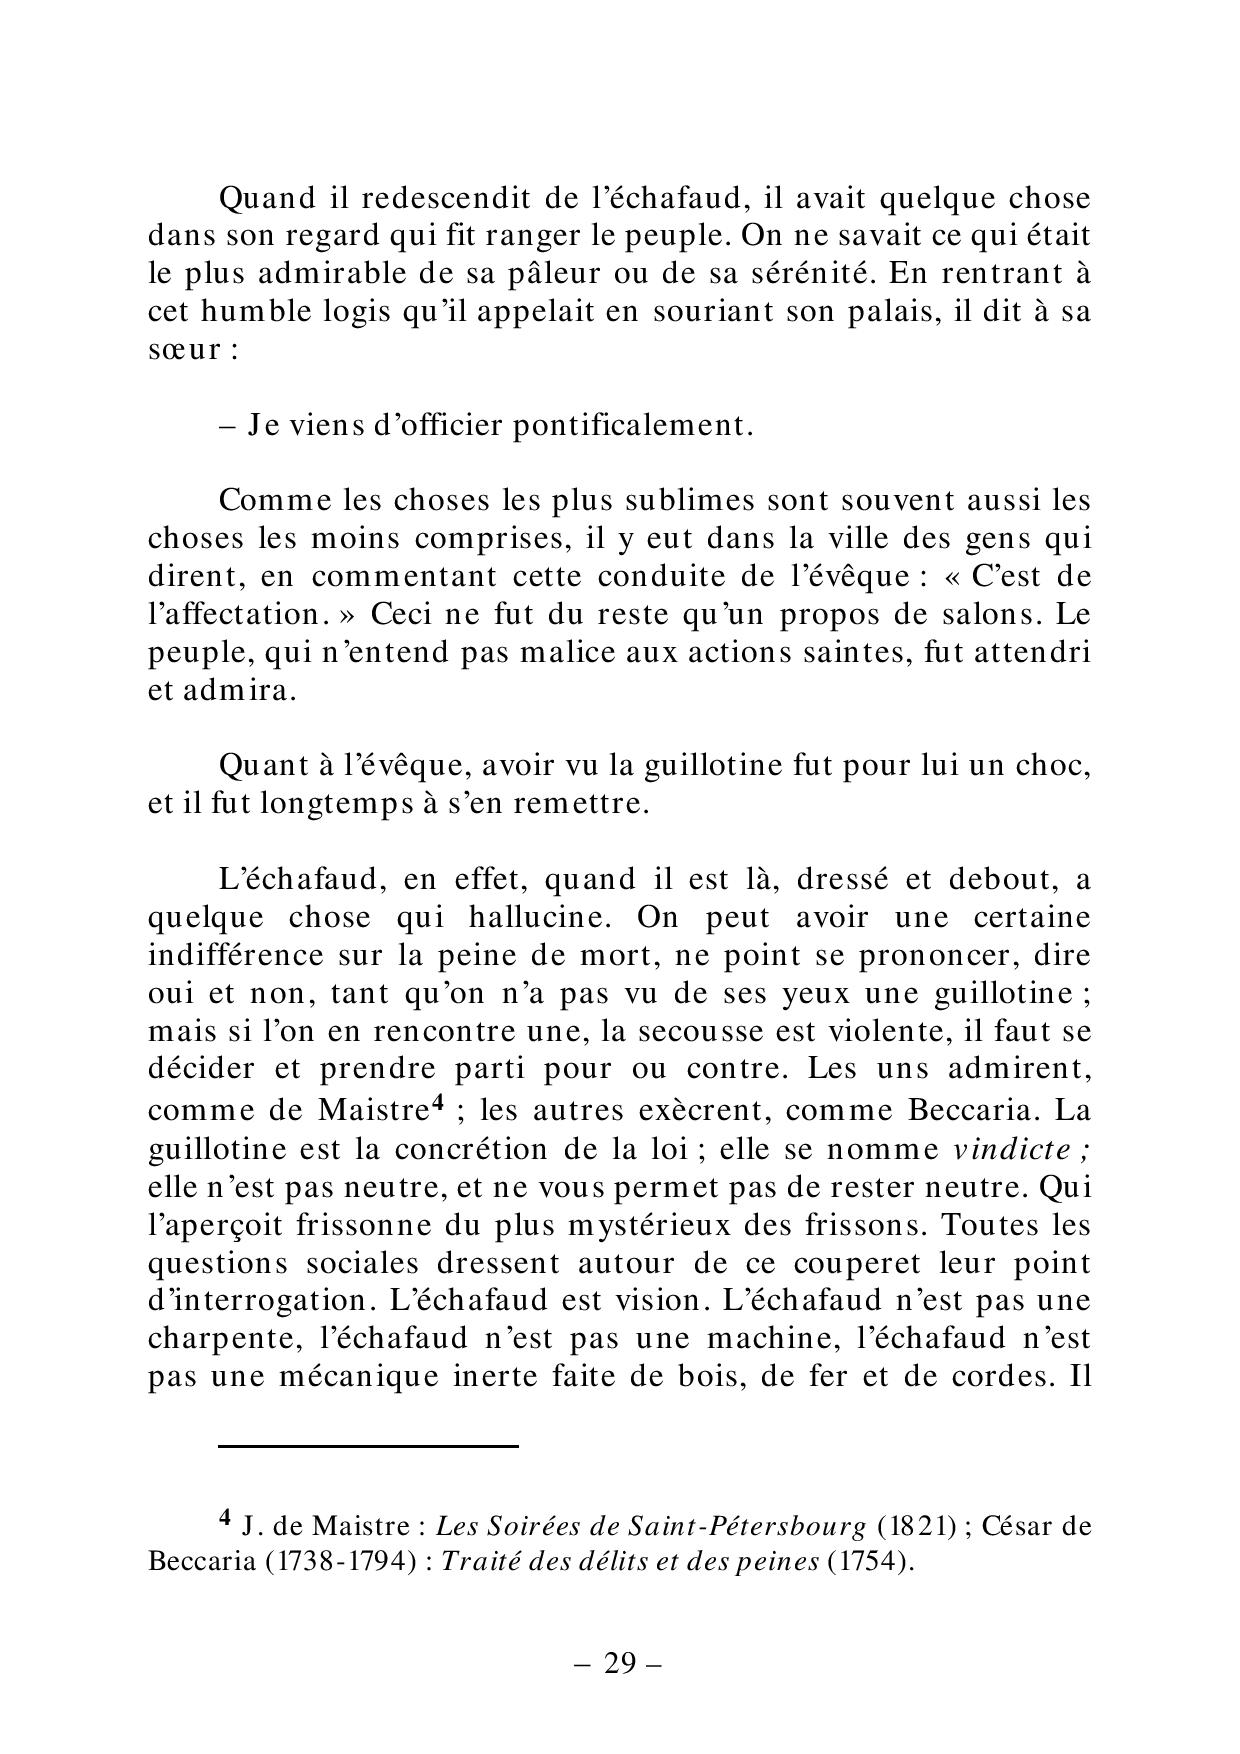 Quand il redescendit de l’échafaud, il avait quelque chose
dans son regard qui fit ranger le peuple. On ne savait ce qui était
le plus admirable de sa pâleur ou de sa sérénité. En rentrant à
cet humble logis qu’il appelait en souriant son palais, il dit à sa
sœur :
– Je viens d’officier pontificalement.
Comme les choses les plus sublimes sont souvent aussi les
choses les moins comprises, il y eut dans la ville des gens qui
dirent, en commentant cette conduite de l’évêque : « C’est de
l’affectation. » Ceci ne fut du reste qu’un propos de salons. Le
peuple, qui n’entend pas malice aux actions saintes, fut attendri
et admira.
Quant à l’évêque, avoir vu la guillotine fut pour lui un choc,
et il fut longtemps à s’en remettre.
L’échafaud, en effet, quand il est là, dressé et debout, a
quelque chose qui hallucine. On peut avoir une certaine
indifférence sur la peine de mort, ne point se prononcer, dire
oui et non, tant qu’on n’a pas vu de ses yeux une guillotine ;
mais si l’on en rencontre une, la secousse est violente, il faut se
décider et prendre parti pour ou contre. Les uns admirent,
comme de Maistre4 ; les autres exècrent, comme Beccaria. La
guillotine est la concrétion de la loi ; elle se nomme vindicte ;
elle n’est pas neutre, et ne vous permet pas de rester neutre. Qui
l’aperçoit frissonne du plus mystérieux des frissons. Toutes les
questions sociales dressent autour de ce couperet leur point
d’interrogation. L’échafaud est vision. L’échafaud n’est pas une
charpente, l’échafaud n’est pas une machine, l’échafaud n’est
pas une mécanique inerte faite de bois, de fer et de cordes. Il
4 J. de Maistre : Les Soirées de Saint-Pétersbourg (1821) ; César de
Beccaria (1738-1794) : Traité des délits et des peines (1754).
– 29 –